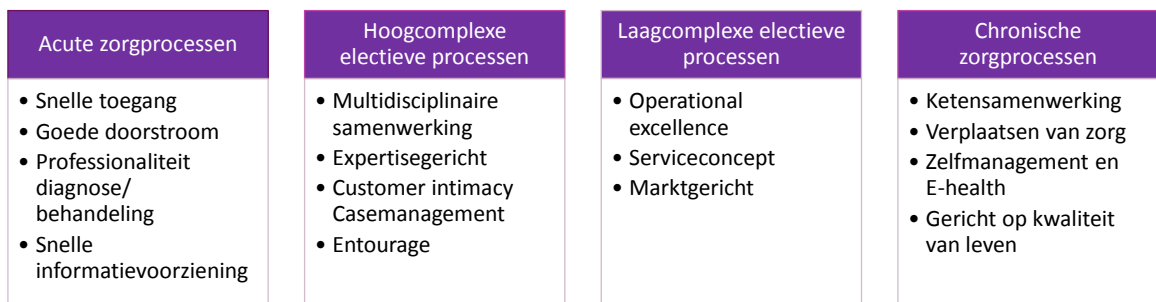 Acute zorgprocessen
• Snelle toegang
• Goede doorstroom
• Professionaliteit
diagnose/
behandeling
• Snelle
informatievoorziening
Hoogcomplexe
electieve processen
• Multidisciplinaire
samenwerking
• Expertisegericht
• Customer intimacy
Casemanagement
• Entourage
Laagcomplexe electieve
processen
• Operational
excellence
• Serviceconcept
• Marktgericht
Chronische
zorgprocessen
• Ketensamenwerking
• Verplaatsen van zorg
• Zelfmanagement en
E-health
• Gericht op kwaliteit
van leven